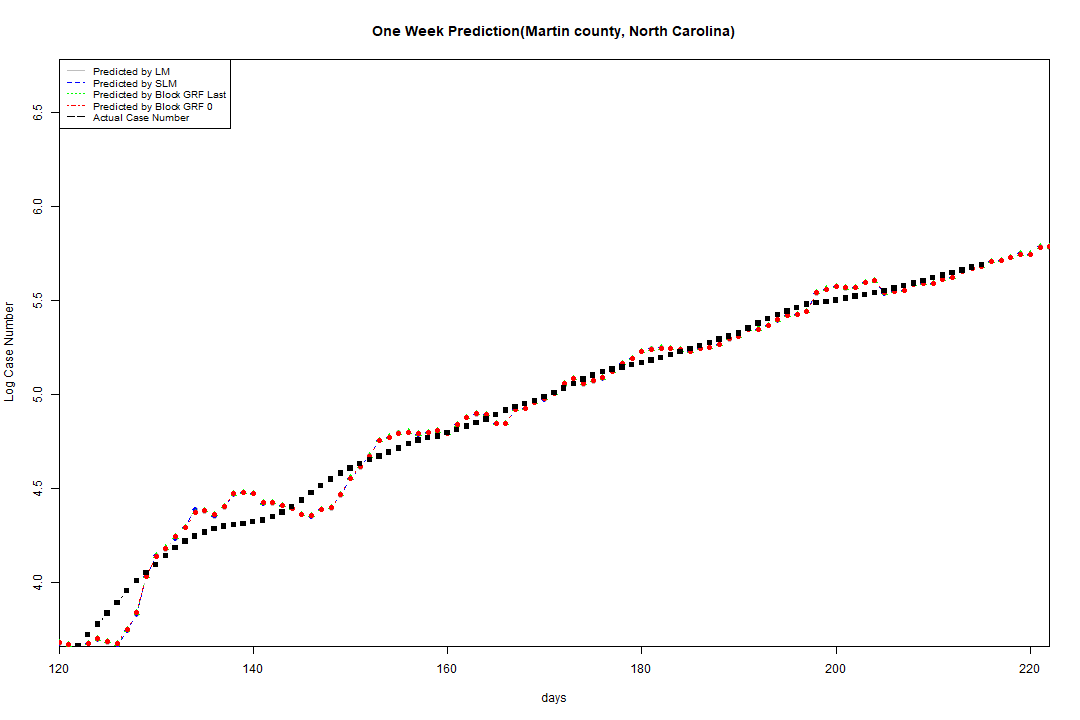 One Week Prediction(Martin county, North Carolina)
Predicted by LM
Predicted by SLM
Predicted by Block GRF Last
Predicted by Block GRF 0
Actual Case Number
6.5
6.0
5.5
5.0
4.5
4.0
Log Case Number
120 140 160 180 200 220
days